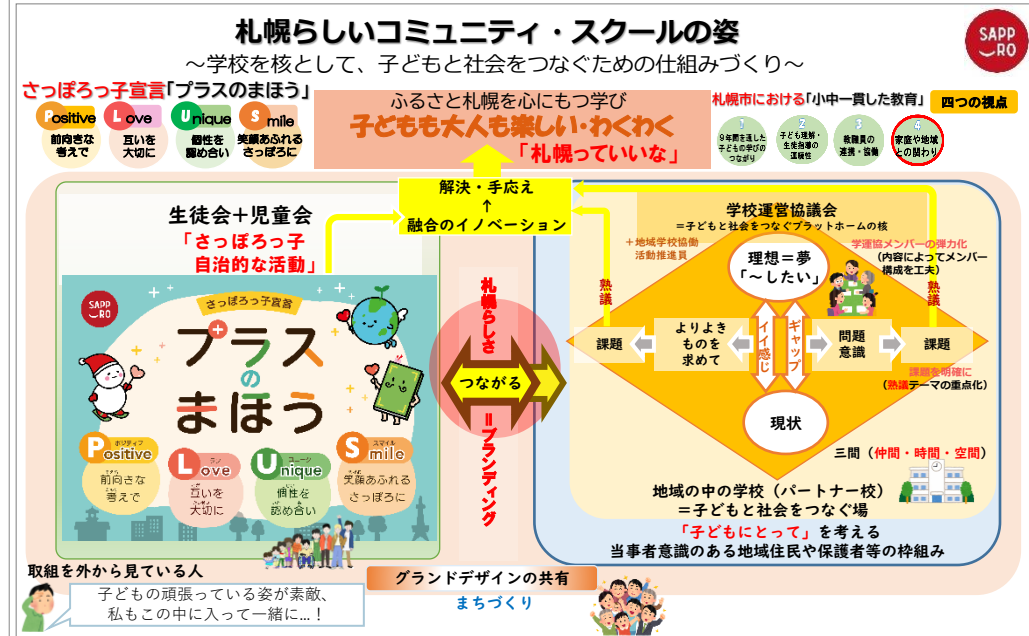 札幌らしいコミュニティ・スクールの姿
～学校を核として、子どもと社会をつなぐための仕組みづくり～
SAPP
RO
さっぽろっ子宣言「プラスのまほう」
Positive
前向きな
考えで
Love
互いを
大切に
Unique
個性を
認め合い
Smile
笑顔あふれる
さっぽろに
ふるさと札幌を心にもつ学び
子どもも大人も楽しい・わくわく
「札幌っていいな」
札幌市における「小中一貫した教育」
四つの視点
1
9年間を通した
子どもの学びの
つながり
2
子ども理解・
生徒指導の
連続性
3
教職員の
連携・協働
4
家庭や地域
との関わり
解決・手応え
↑
融合のイノベーション
生徒会＋児童会
「さっぽろっ子
自治的な活動」
SAPP
RO
さっぽろっ子宣言
プラス
の
まほう
ポジティブ
Positive
前向きな
考えで
ラブ
Love
互いを
大切に
ユニーク
Unique
個性を
認め合い
スマイル
Smile
笑顔あふれる
さっぽろに
札幌らしさ
つながる
＝ブランディング
学校運営協議会
＝子どもと社会をつなぐプラットホームの核
＋地域学校協働
活動推進員
理想＝夢
「～したい」
学運協メンバーの弾力化
（内容によってメンバー
構成を工夫）
熟議
熟議
課題
よりよき
ものを
求めて
イイ感じ
ギャップ
問題
意識
課題
課題を明確に
（熟議テーマの重点化）
現状
三間（仲間・時間・空間）
地域の中の学校（パートナー校）
＝子どもと社会をつなぐ場
「子どもにとって」を考える
当事者意識のある地域住民や保護者等の枠組み
取組を外から見ている人
子どもの頑張っている姿が素敵、
私もこの中に入って一緒に…！
グランドデザインの共有
まちづくり